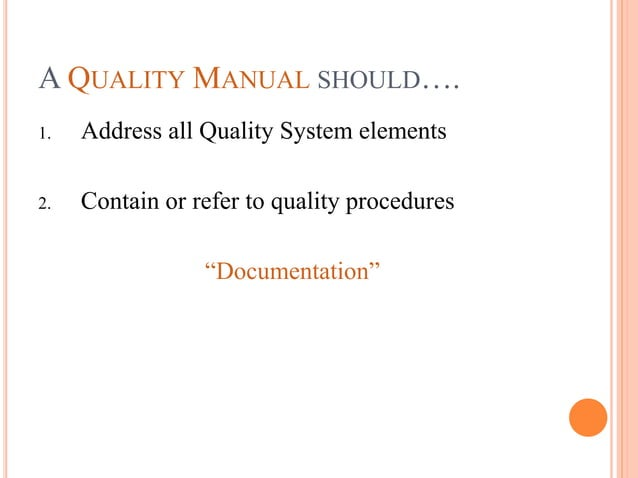 A QUALITY MANUAL SHOULD….
1. Address all Quality System elements
2. Contain or refer to quality procedures
“Documentation”